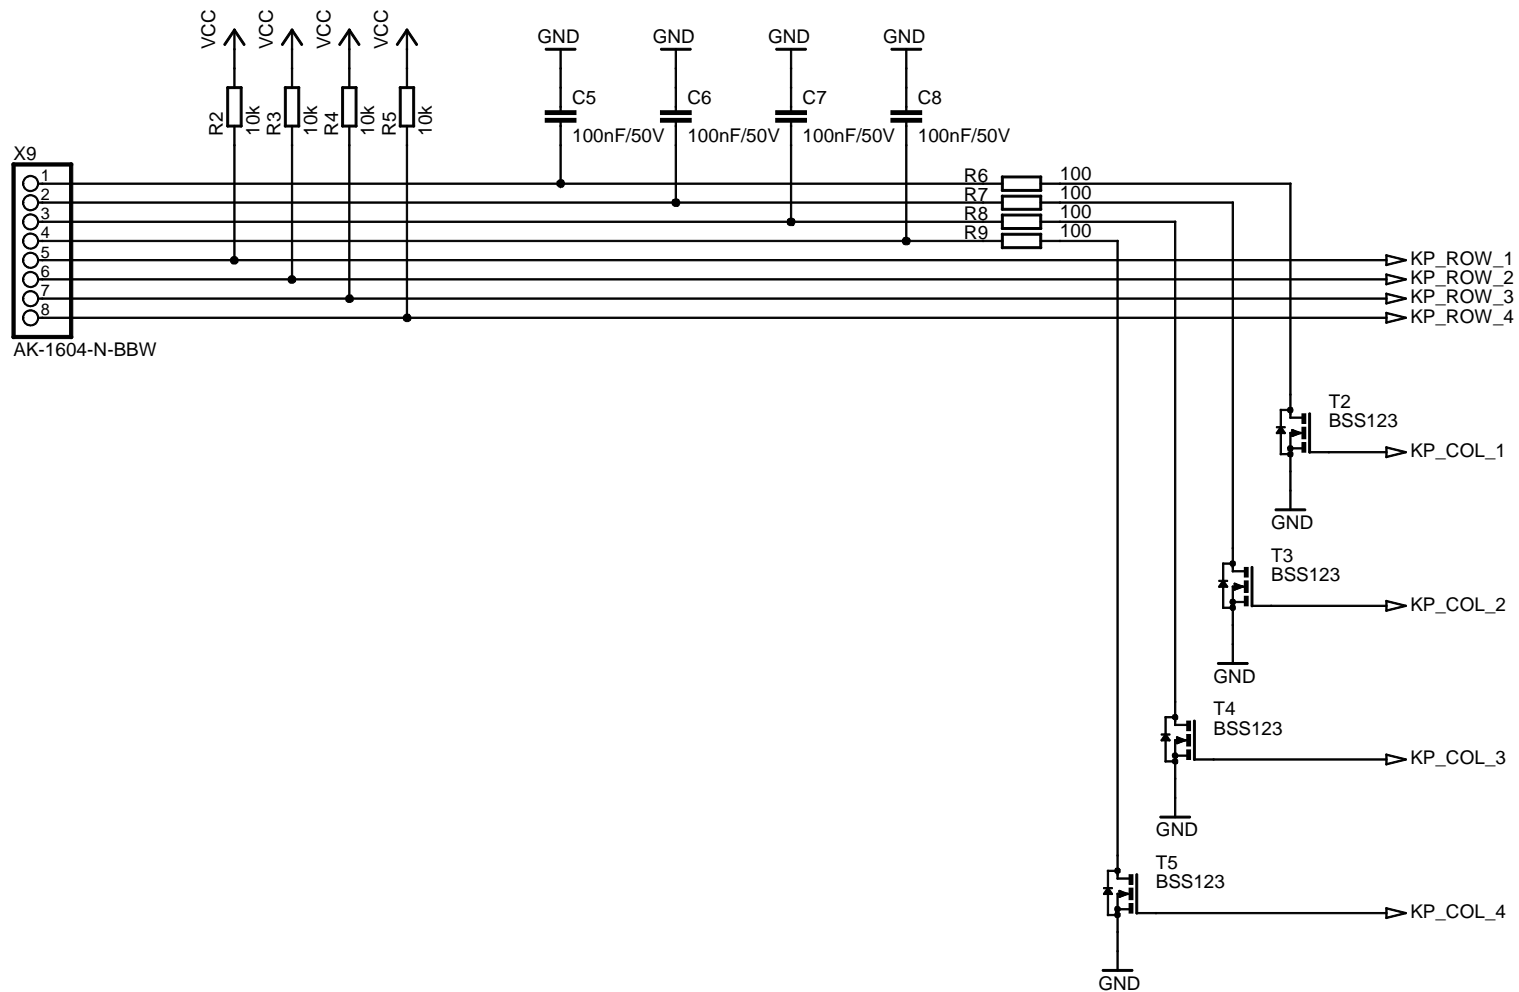 VCC
VCC
VCC
VCC
GND
GND
GND
GND
R2
10k
R3
10k
R4
10k
R5
10k
C5
100nF/50V
C6
100nF/50V
C7
100nF/50V
C8
100nF/50V
X9
1
2
3
4
5
6
7
8
AK-1604-N-BBW
R6 100
R7 100
R8 100
R9 100
KP_ROW_1
KP_ROW_2
KP_ROW_3
KP_ROW_4
T2
BSS123
KP_COL_1
GND
T3
BSS123
KP_COL_2
GND
T4
BSS123
KP_COL_3
GND
T5
BSS123
KP_COL_4
GND